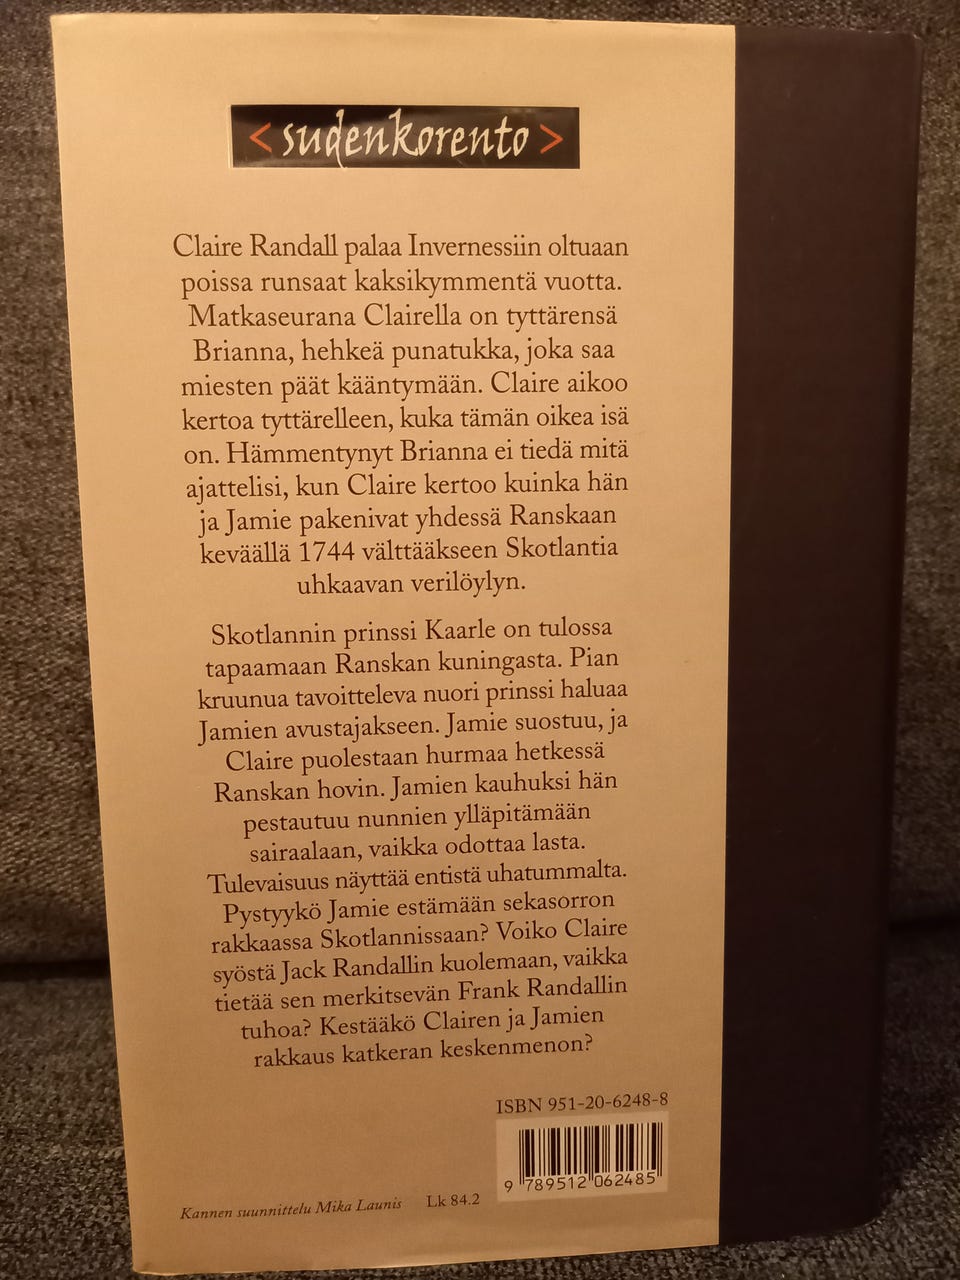 < sudenkorento >
Claire Randall palaa Invernessiin oltuaan
poissa runsaat kaksikymmentä vuotta.
Matkaseurana Clairella on tyttärensä
Brianna, hehkeä punatukka, joka saa
miesten päät kääntymään. Claire aikoo
kertoa tyttärelleen, kuka tämän oikea isä
on. Hämmentynyt Brianna ei tiedä mitä
ajattelisi, kun Claire kertoo kuinka hän
ja Jamie pakenivat yhdessä Ranskaan
keväällä 1744 välttääkseen Skotlantia
uhkaavan verilöylyn.
Skotlannin prinssi Kaarle on tulossa
tapaamaan Ranskan kuningasta. Pian
kruunua tavoitteleva nuori prinssi haluaa
Jamien avustajakseen. Jamie suostuu, ja
Claire puolestaan hurmaa hetkessä
Ranskan hovin. Jamien kauhuksi hän
pestautuu nunnien ylläpitämään
sairaalaan, vaikka odottaa lasta.
Tulevaisuus näyttää entistä uhatummalta.
Pystyykö Jamie estämään sekasorron
rakkaassa Skotlannissaan? Voiko Claire
syöstä Jack Randallin kuolemaan, vaikka
tietää sen merkitsevän Frank Randallin
tuhoa? Kestääkö Clairen ja Jamien
rakkaus katkeran keskenmenon?
ISBN 951-20-6248-8
9 789512 062485
Kannen suunnittelu Mika Launis Lk 84.2